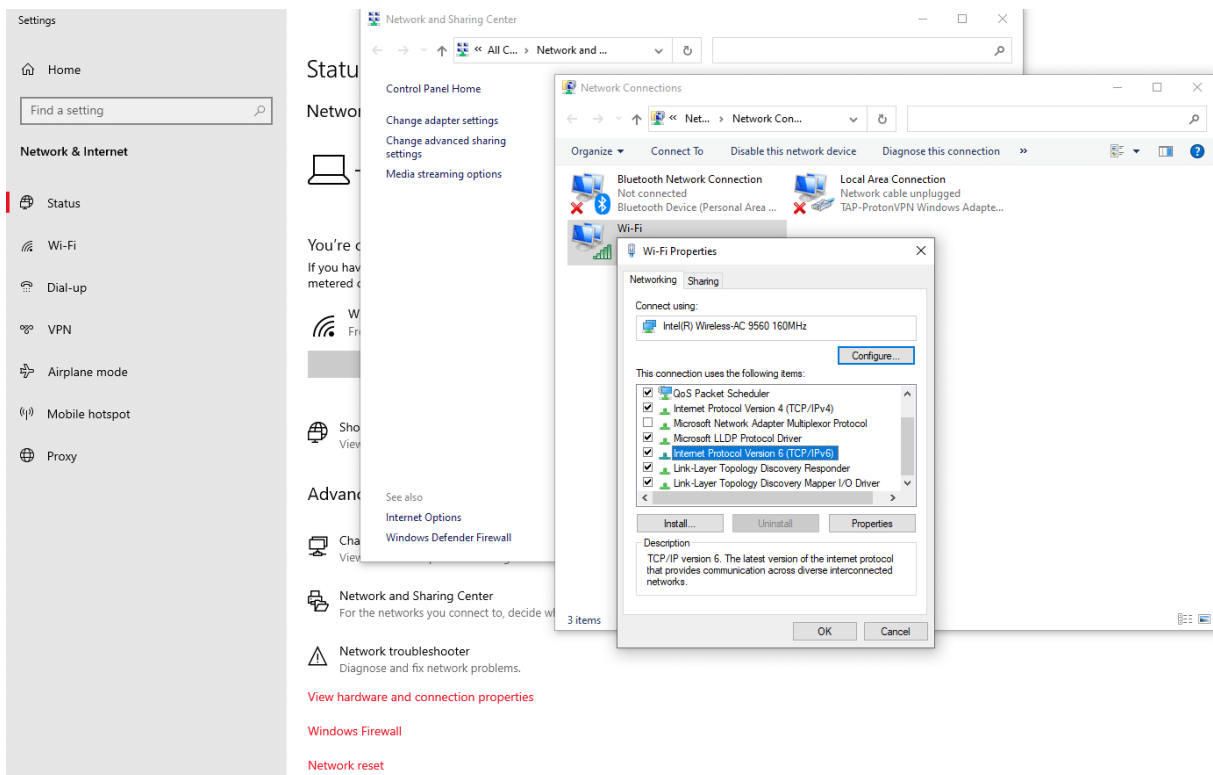 Settings
Home
Find a setting
Network & Internet
Status
Wi-Fi
Dial-up
VPN
Airplane mode
Mobile hotspot
Proxy
Statu
Networ
You're c
If you hav
metered c
W
Fr
Sho
View
Advanc
Cha
View
Network and Sharing Center
For the networks you connect to, decide wh
Network troubleshooter
Diagnose and fix network problems.
View hardware and connection properties
Windows Firewall
Network reset
Network and Sharing Center
« All C... › Network and ...
Control Panel Home
Change adapter settings
Change advanced sharing
settings
Media streaming options
See also
Internet Options
Windows Defender Firewall
Network Connections
« Net... › Network Con...
Organize
Connect To
Disable this network device
Diagnose this connection
»
Bluetooth Network Connection
Not connected
Bluetooth Device (Personal Area ...
Local Area Connection
Network cable unplugged
TAP-ProtonVPN Windows Adapte...
Wi-Fi
3 items
Wi-Fi Properties
Networking
Sharing
Connect using:
Intel(R) Wireless-AC 9560 160MHz
Configure...
This connection uses the following items:
QoS Packet Scheduler
Internet Protocol Version 4 (TCP/IPv4)
Microsoft Network Adapter Multiplexor Protocol
Microsoft LLDP Protocol Driver
Internet Protocol Version 6 (TCP/IPv6)
Link-Layer Topology Discovery Responder
Link-Layer Topology Discovery Mapper I/O Driver
Install...
Uninstall
Properties
Description
TCP/IP version 6. The latest version of the internet protocol
that provides communication across diverse interconnected
networks.
OK
Cancel